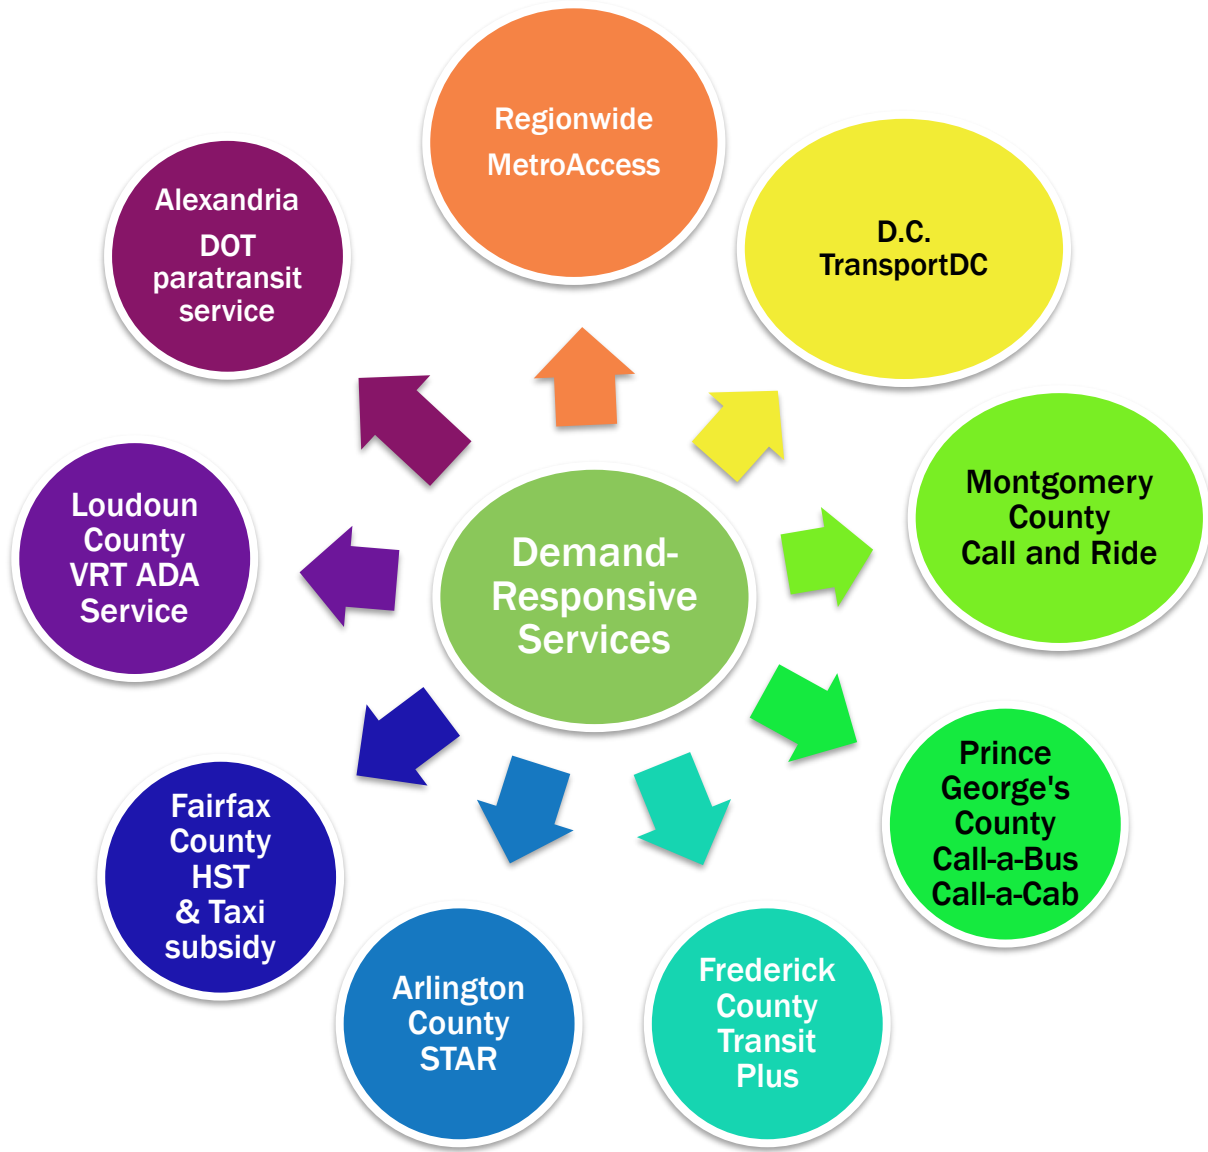 Regionwide
MetroAccess
D.C.
TransportDC
Montgomery
County
Call and Ride
Prince
George's
County
Call-a-Bus
Call-a-Cab
Frederick
County
Transit
Plus
Arlington
County
STAR
Fairfax
County
HST
& Taxi
subsidy
Loudoun
County
VRT ADA
Service
Alexandria
DOT
paratransit
service
Demand-
Responsive
Services